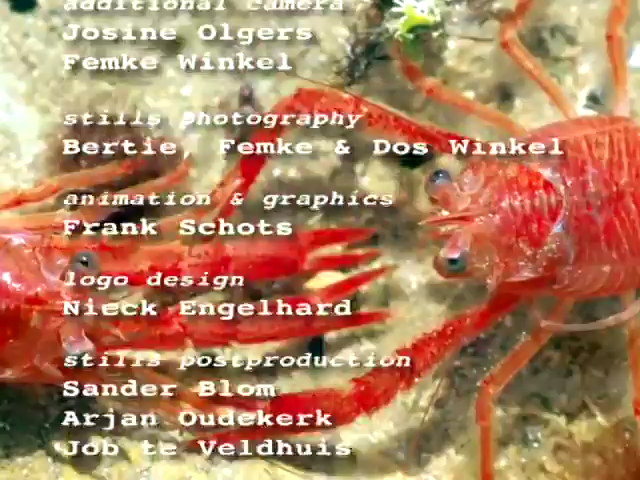 additional camera
Josine Olgers
Femke Winkel
stills photography
Bertie, Femke & Dos Winkel
animation & graphics
Frank Schots
logo design
Nieck Engelhard
stills postproduction
Sander Blom
Arjan Oudekerk
Job te Veldhuis